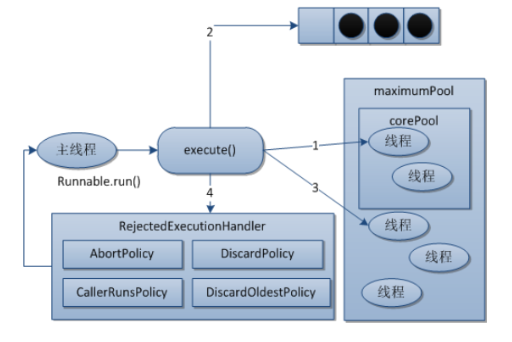 2
maximumPool
corePool
主线程
execute()
1
线程
线程
Runnable.run()
4
3
RejectedExecutionHandler
线程
AbortPolicy
DiscardPolicy
线程
CallerRunsPolicy
DiscardOldestPolicy
线程